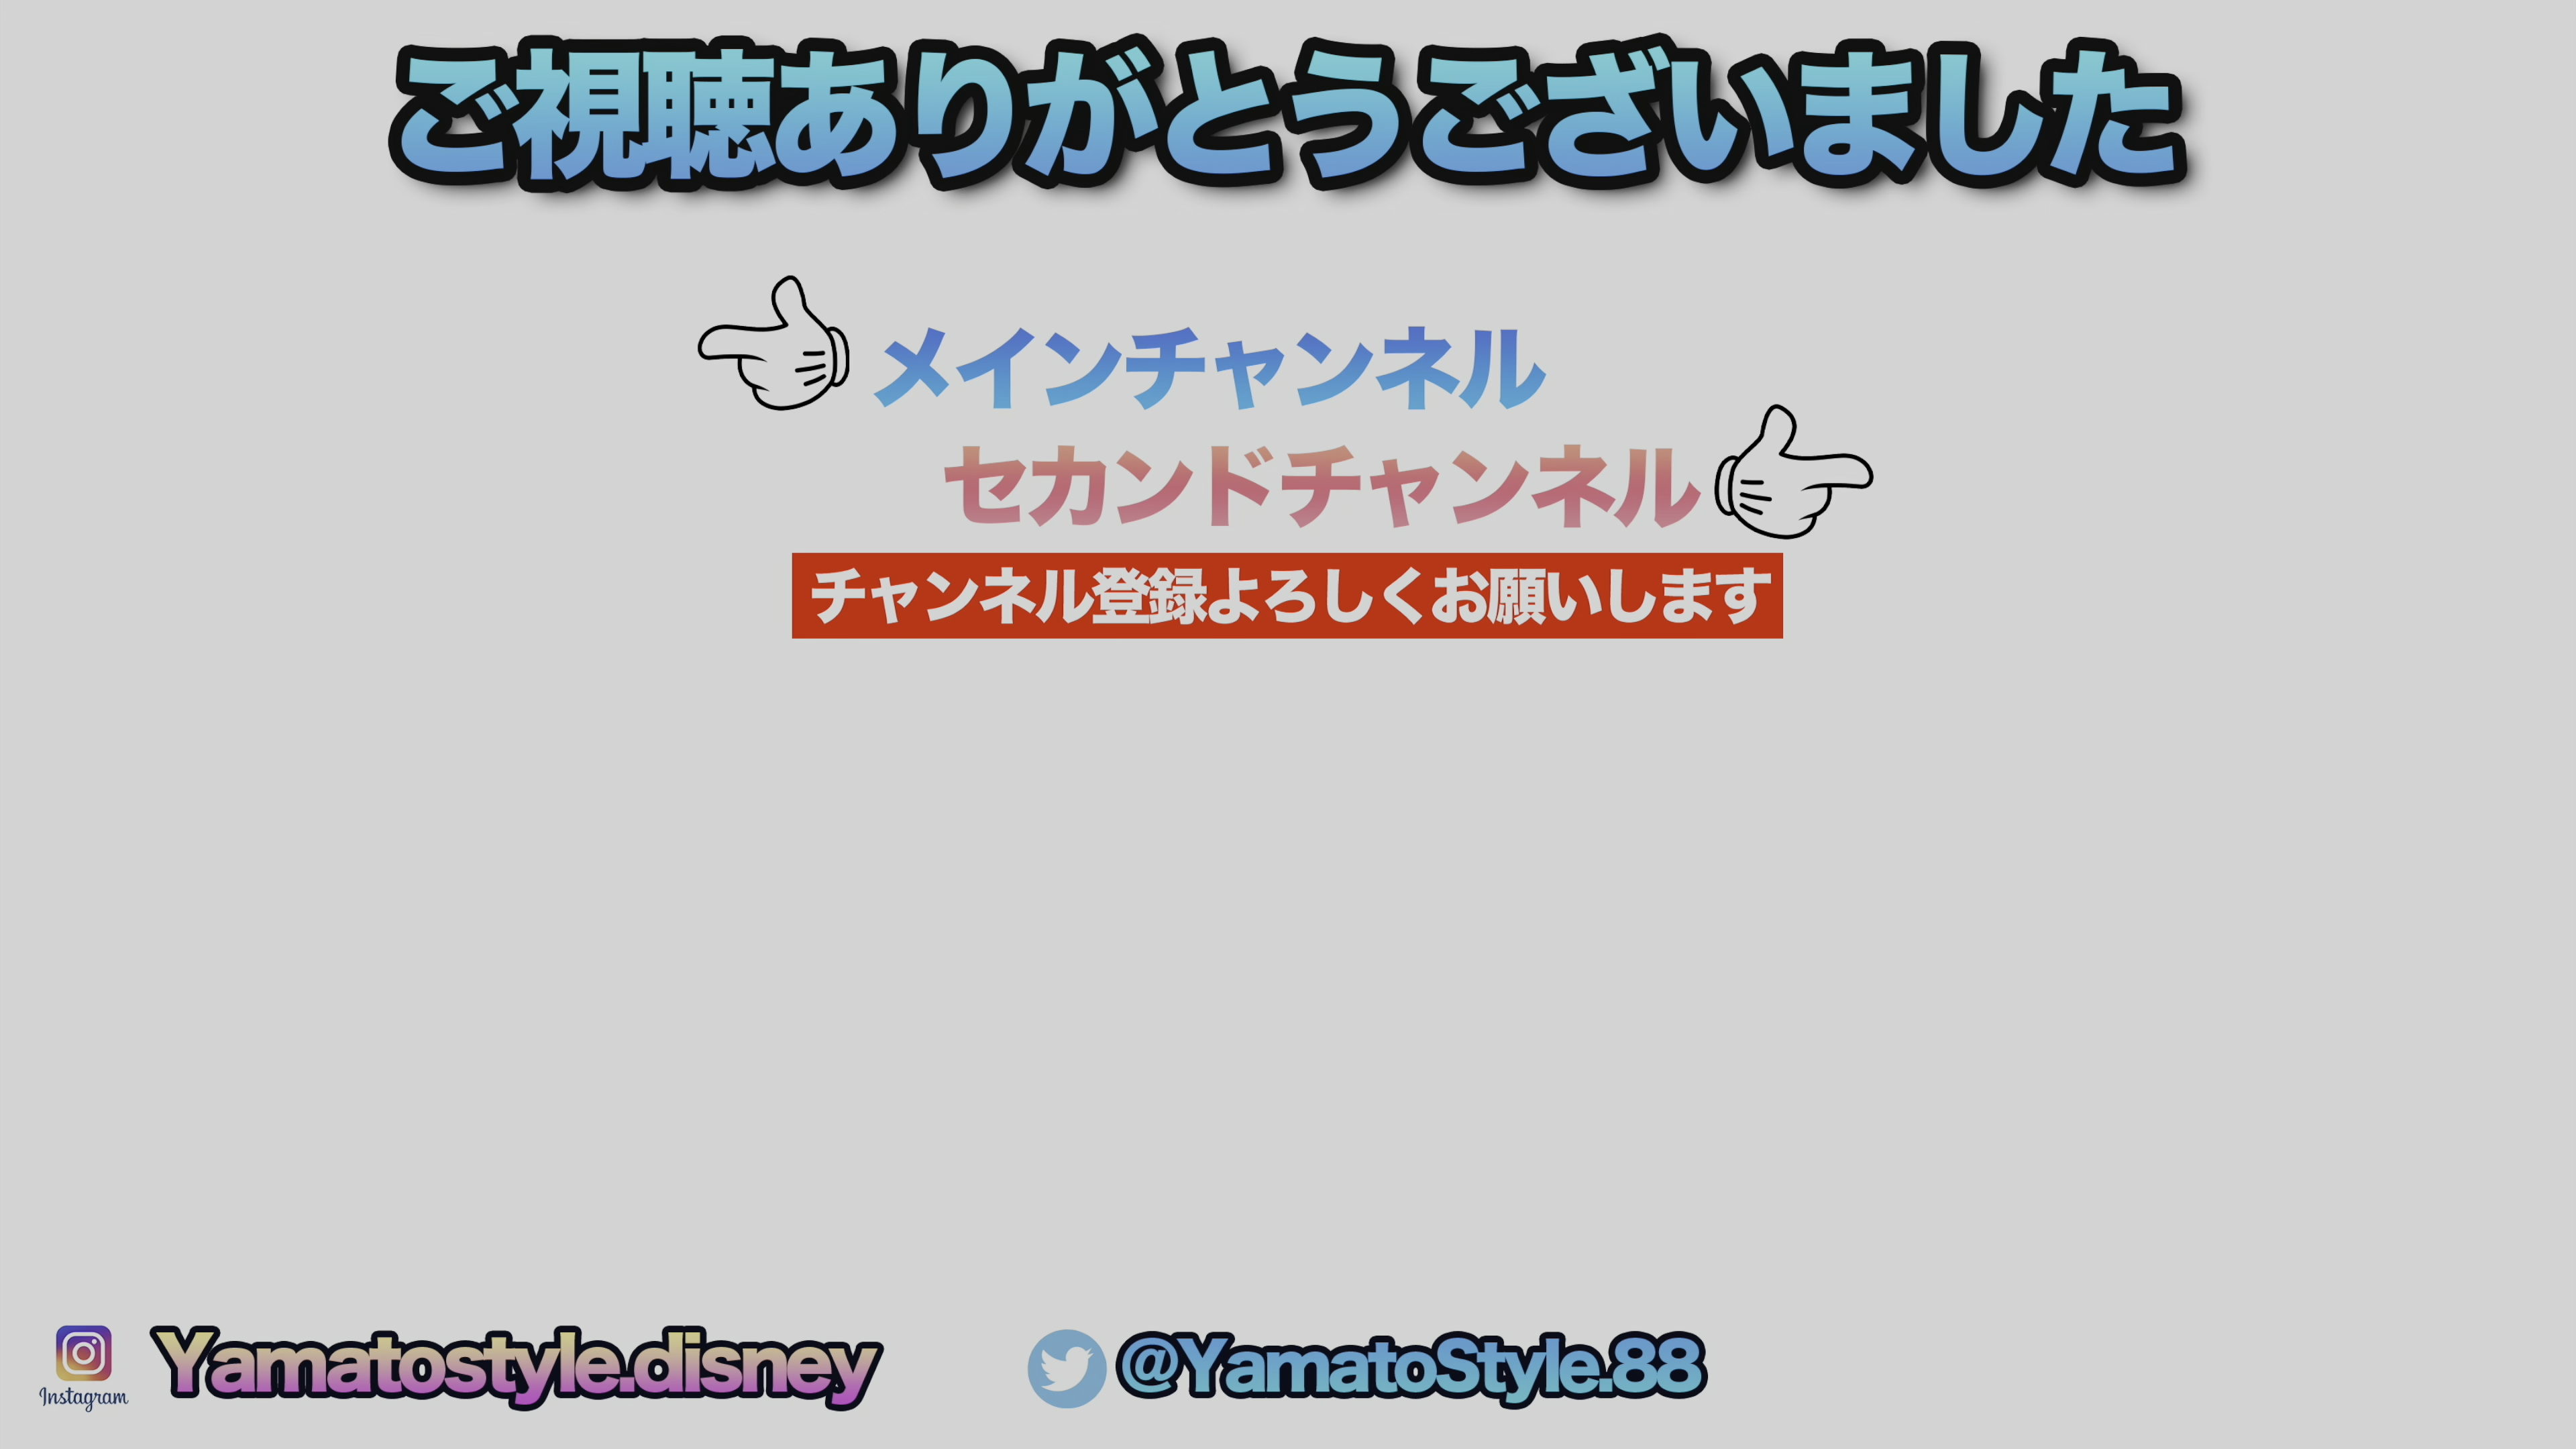 ご視聴ありがとうございました
メインチャンネル
セカンドチャンネル
チャンネル登録よろしくお願いします
Instagram
Yamatostyle.disney
@YamatoStyle.88